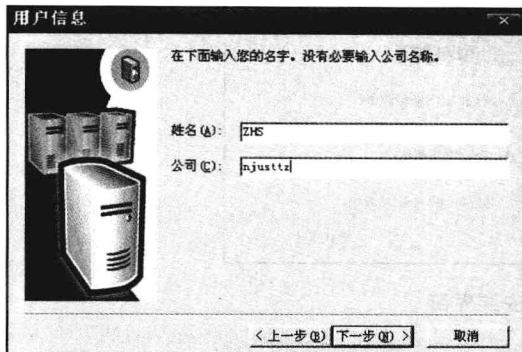 用户信息
在下面输入您的名字。没有必要输入公司名称。
姓名(A): ZHS
公司(C): njusttz
<上一步(B) 下一步(N)> 取消